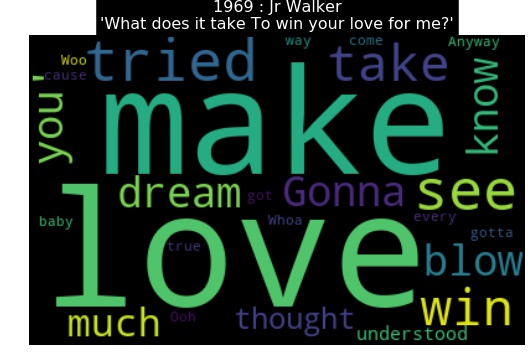 1969 : Jr Walker
'What does it take To win your love for me?'
way come Anyway
Woo tried take
cause
you' make know
dream got Gonna see
love
baby Whoa every
gotta
true blow
much Ooh thought win
understood